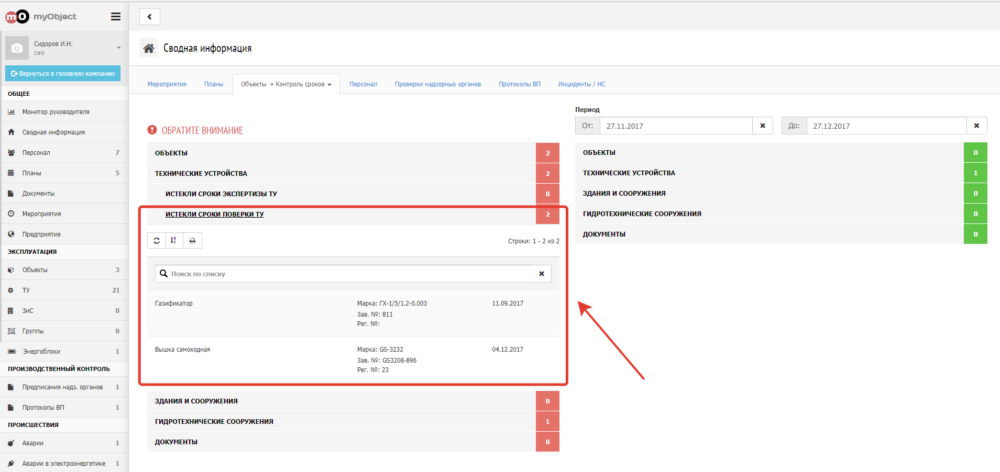 mO myObject
Сидоров И.Н.
СФЭ
Вернуться в головную компанию
ОБЩЕЕ
Монитор руководителя
Сводная информация
Персонал 7
Планы 5
Документы
Мероприятия
Предприятие
ЭКСПЛУАТАЦИЯ
Объекты 3
ТУ 21
ЗиС 0
Группы 0
Энергоблоки 1
ПРОИЗВОДСТВЕННЫЙ КОНТРОЛЬ
Предписания надз. органов 1
Протоколы ВП 1
ПРОИСШЕСТВИЯ
Аварии 1
Аварии в электроэнергетике 1
Сводная информация
Мероприятия Планы Объекты » Контроль сроков Персонал Проверки надзорных органов Протоколы ВП Инциденты / НС
ОБРАТИТЕ ВНИМАНИЕ
ОБЪЕКТЫ 2
ТЕХНИЧЕСКИЕ УСТРОЙСТВА 2
ИСТЕКЛИ СРОКИ ЭКСПЕРТИЗЫ ТУ 0
ИСТЕКЛИ СРОКИ ПОВЕРКИ ТУ 2
Строки: 1 - 2 из 2
Поиск по списку
Газификатор Марка: ГХ-1/5/1.2-0.003 11.09.2017
Зав. №: 811
Рег. №:
Вышка самоходная Марка: GS-3232 04.12.2017
Зав. №: GS3208-896
Рег. №: 23
ЗДАНИЯ И СООРУЖЕНИЯ 0
ГИДРОТЕХНИЧЕСКИЕ СООРУЖЕНИЯ 1
ДОКУМЕНТЫ 0
Период
От: 27.11.2017 До: 27.12.2017
ОБЪЕКТЫ 0
ТЕХНИЧЕСКИЕ УСТРОЙСТВА 1
ЗДАНИЯ И СООРУЖЕНИЯ 0
ГИДРОТЕХНИЧЕСКИЕ СООРУЖЕНИЯ 0
ДОКУМЕНТЫ 0